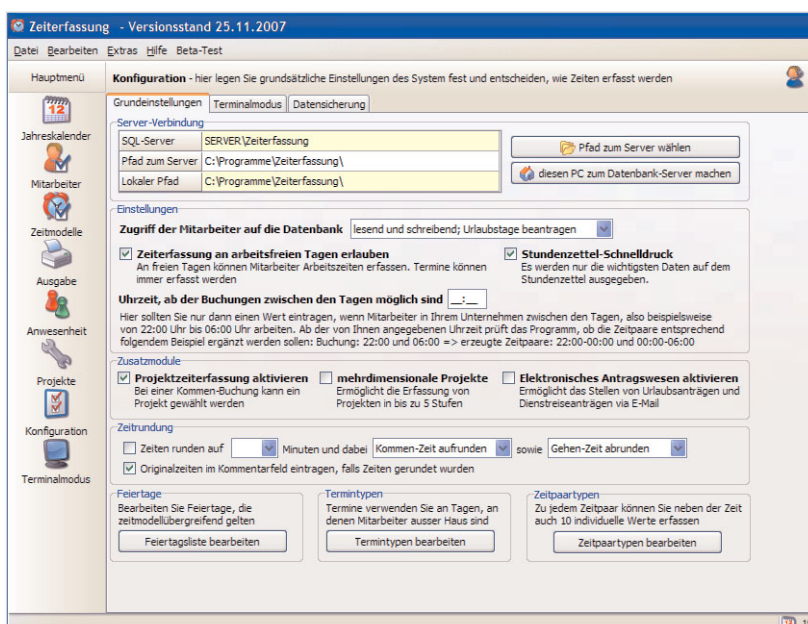 Zeiterfassung - Versionsstand 25.11.2007
Datei Bearbeiten Extras Hilfe Beta-Test
Hauptmenü
Konfiguration - hier legen Sie grundsätzliche Einstellungen des System fest und entscheiden, wie Zeiten erfasst werden
12
Jahreskalender
Mitarbeiter
Zeitmodelle
Ausgabe
Anwesenheit
Projekte
Konfiguration
Terminalmodus
Grundeinstellungen Terminalmodus Datensicherung
Server-Verbindung
SQL-Server SERVER\Zeiterfassung
Pfad zum Server C:\Programme\Zeiterfassung\
Lokaler Pfad C:\Programme\Zeiterfassung\
Pfad zum Server wählen
diesen PC zum Datenbank-Server machen
Einstellungen
Zugriff der Mitarbeiter auf die Datenbank lesend und schreibend; Urlaubstage beantragen
Zeiterfassung an arbeitsfreien Tagen erlauben
An freien Tagen können Mitarbeiter Arbeitszeiten erfassen. Termine können
immer erfasst werden
Stundenzettel-Schnelldruck
Es werden nur die wichtigsten Daten auf dem
Stundenzettel ausgegeben.
Uhrzeit, ab der Buchungen zwischen den Tagen möglich sind __:__
Hier sollten Sie nur dann einen Wert eintragen, wenn Mitarbeiter in Ihrem Unternehmen zwischen den Tagen, also beispielsweise
von 22:00 Uhr bis 06:00 Uhr arbeiten. Ab der von Ihnen angegebenen Uhrzeit prüft das Programm, ob die Zeitpaare entsprechend
folgendem Beispiel ergänzt werden sollen: Buchung: 22:00 und 06:00 => erzeugte Zeitpaare: 22:00-00:00 und 00:00-06:00
Zusatzmodule
Projektzeiterfassung aktivieren
Bei einer Kommen-Buchung kann ein
Projekt gewählt werden
mehrdimensionale Projekte
Ermöglicht die Erfassung von
Projekten in bis zu 5 Stufen
Elektronisches Antragswesen aktivieren
Ermöglicht das Stellen von Urlaubsanträgen und
Dienstreiseanträgen via E-Mail
Zeitrundung
Zeiten runden auf Minuten und dabei Kommen-Zeit aufrunden sowie Gehen-Zeit abrunden
Originalzeiten im Kommentarfeld eintragen, falls Zeiten gerundet wurden
Feiertage
Bearbeiten Sie Feiertage, die
zeitmodellübergreifend gelten
Feiertagsliste bearbeiten
Termintypen
Termine verwenden Sie an Tagen, an
denen Mitarbeiter ausser Haus sind
Termintypen bearbeiten
Zeitpaartypen
Zu jedem Zeitpaar können Sie neben der Zeit
auch 10 individuelle Werte erfassen
Zeitpaartypen bearbeiten